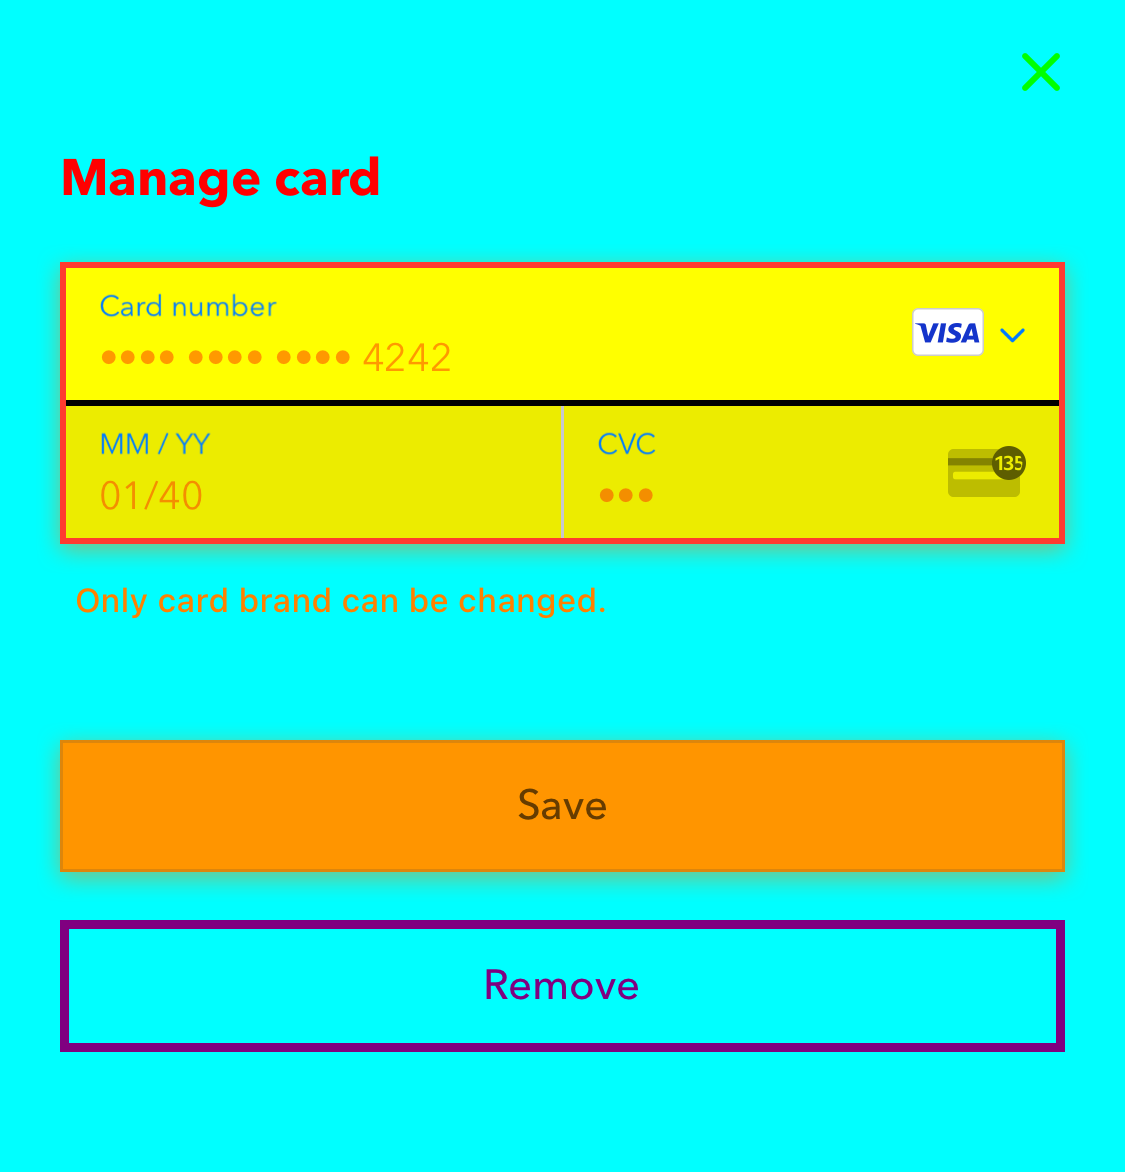 Manage card
Card number
VISA
•••• •••• •••• 4242
MM / YY
CVC
01/40
•••
135
Only card brand can be changed.
Save
Remove